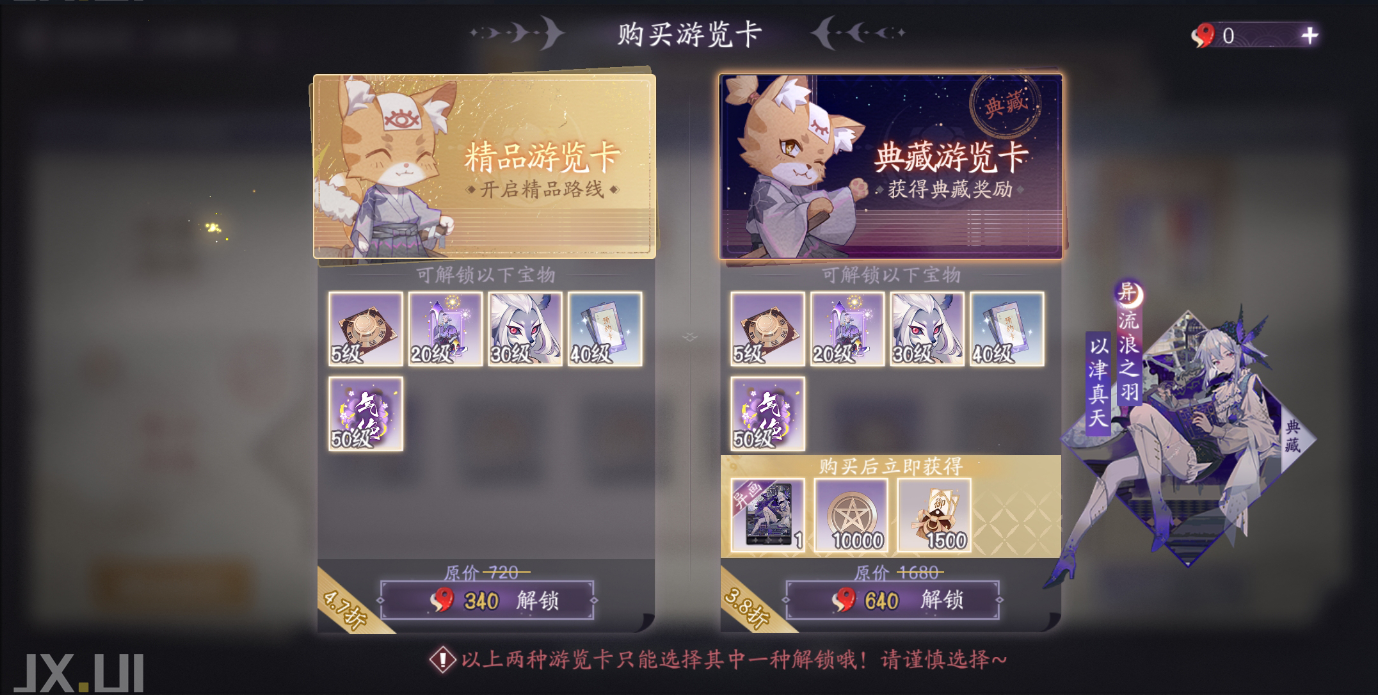 JX.UI
购买游览卡
0
精品游览卡
开启精品路线
可解锁以下宝物
5级
20级
30级
40级
气绝
50级
原价 720
4.7折
340 解锁
典藏
典藏游览卡
获得典藏奖励
可解锁以下宝物
5级
20级
30级
40级
气绝
50级
购买后立即获得
异画
1
10000
御
1500
原价 1680
3.8折
640 解锁
异
流浪之羽
以津真天
典藏
以上两种游览卡只能选择其中一种解锁哦！请谨慎选择~
JX.UI